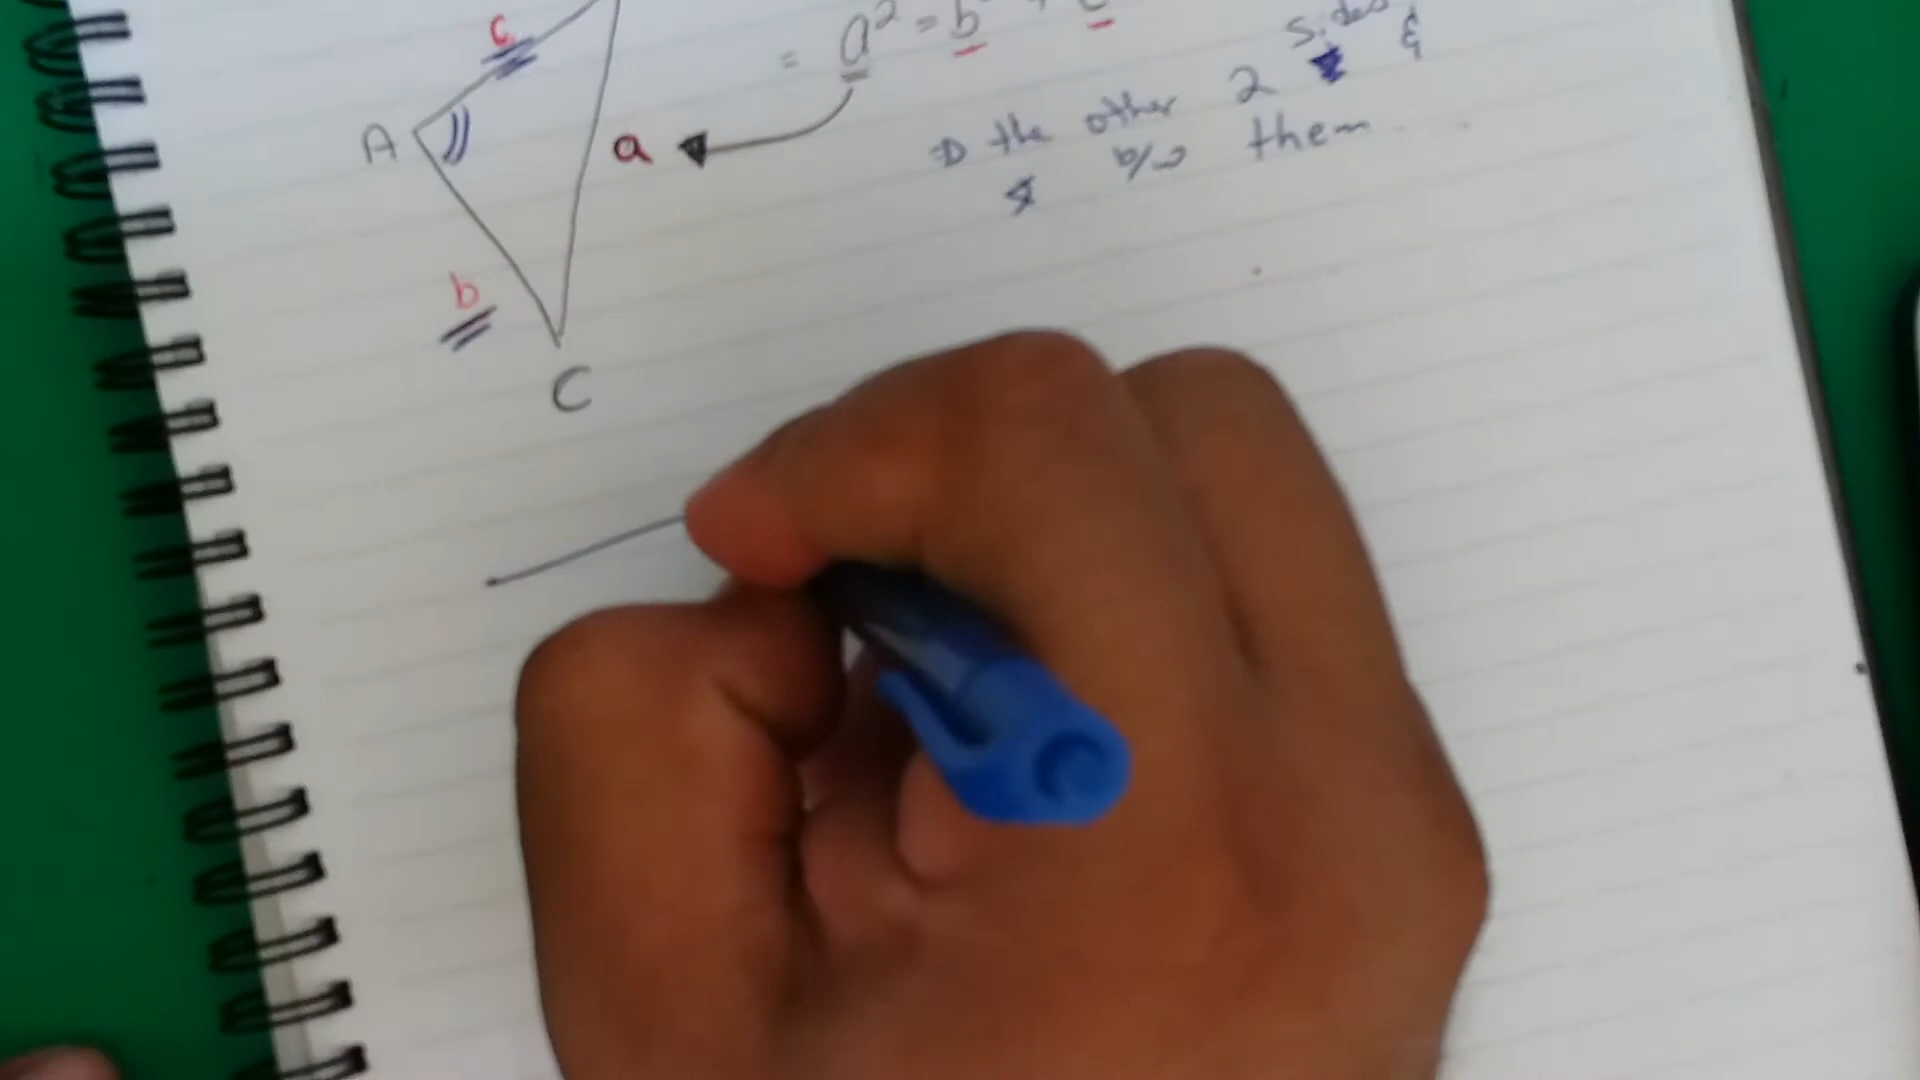 c
= a² = b
sides
A
a
⇒ the other 2 &
∡ b/w them
b
C